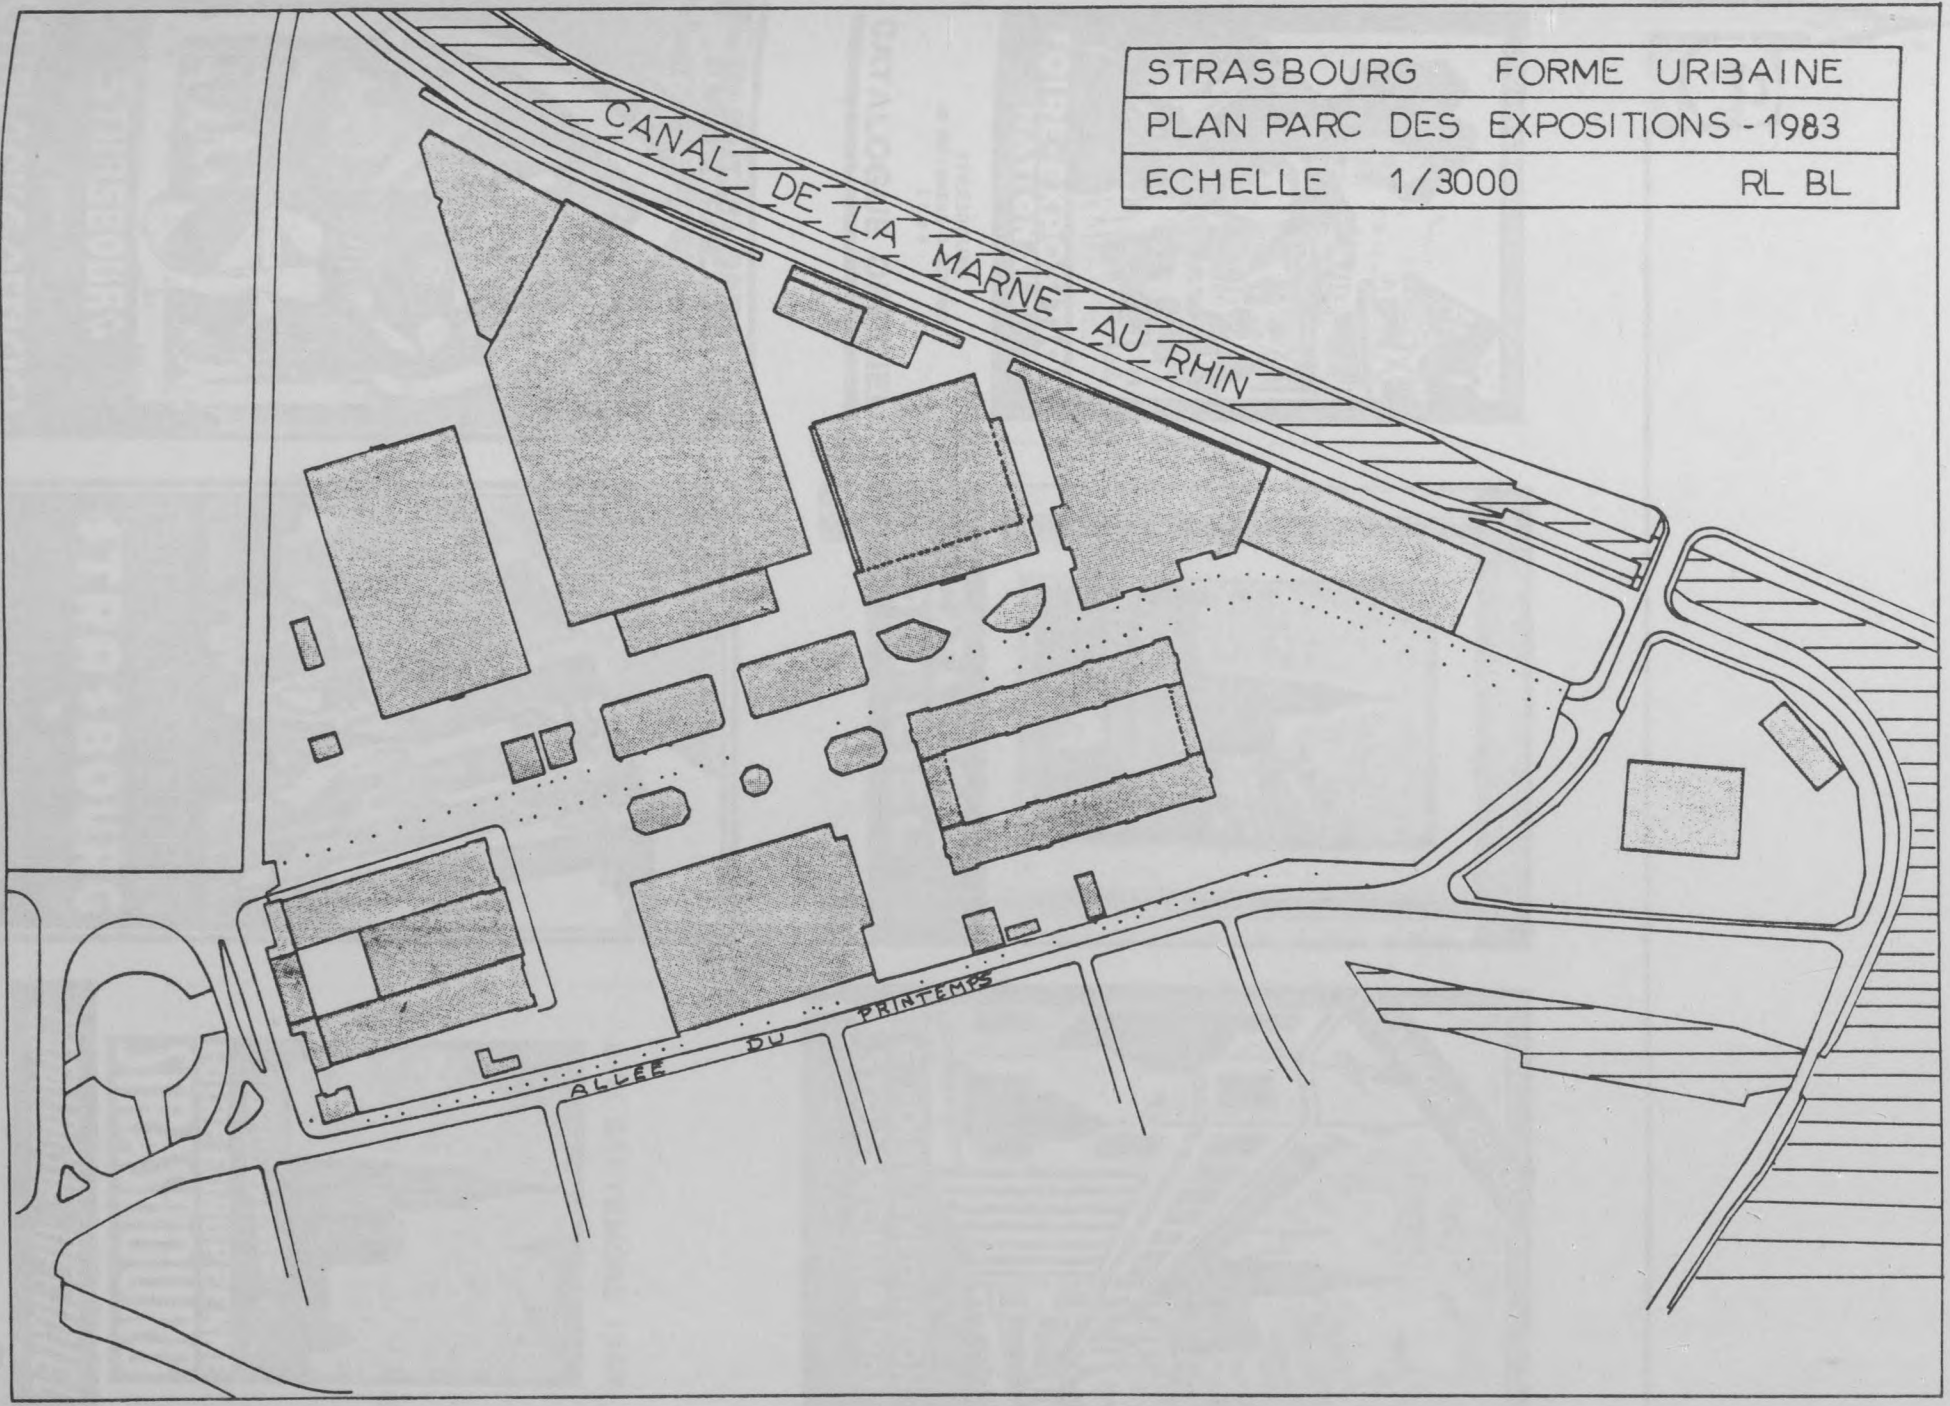 STRASBOURG FORME URBAINE
PLAN PARC DES EXPOSITIONS - 1983
ECHELLE 1/3000 RL BL
CANAL DE LA MARNE AU RHIN
ALLEE DU PRINTEMPS